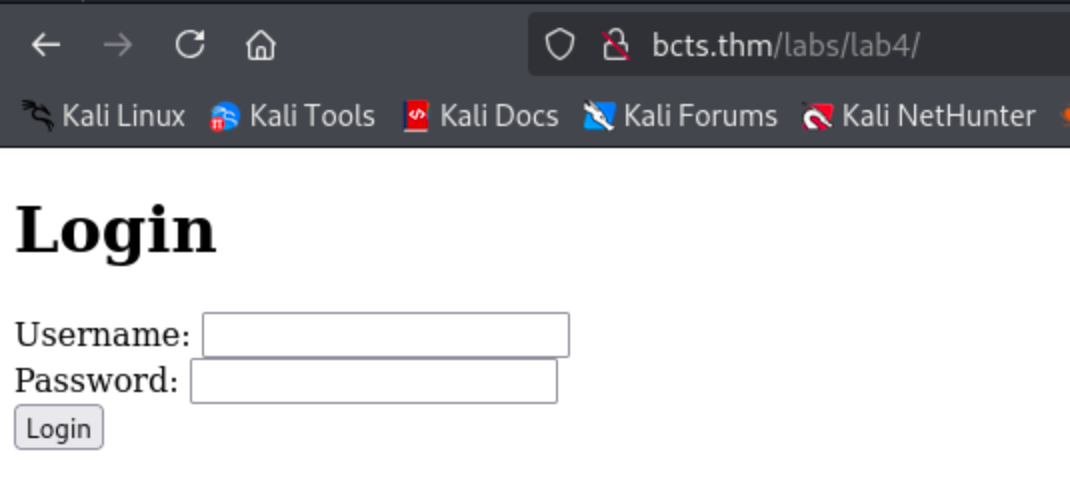 bcts.thm/labs/lab4/
Kali Linux Kali Tools Kali Docs Kali Forums Kali NetHunter
Login
Username:
Password:
Login